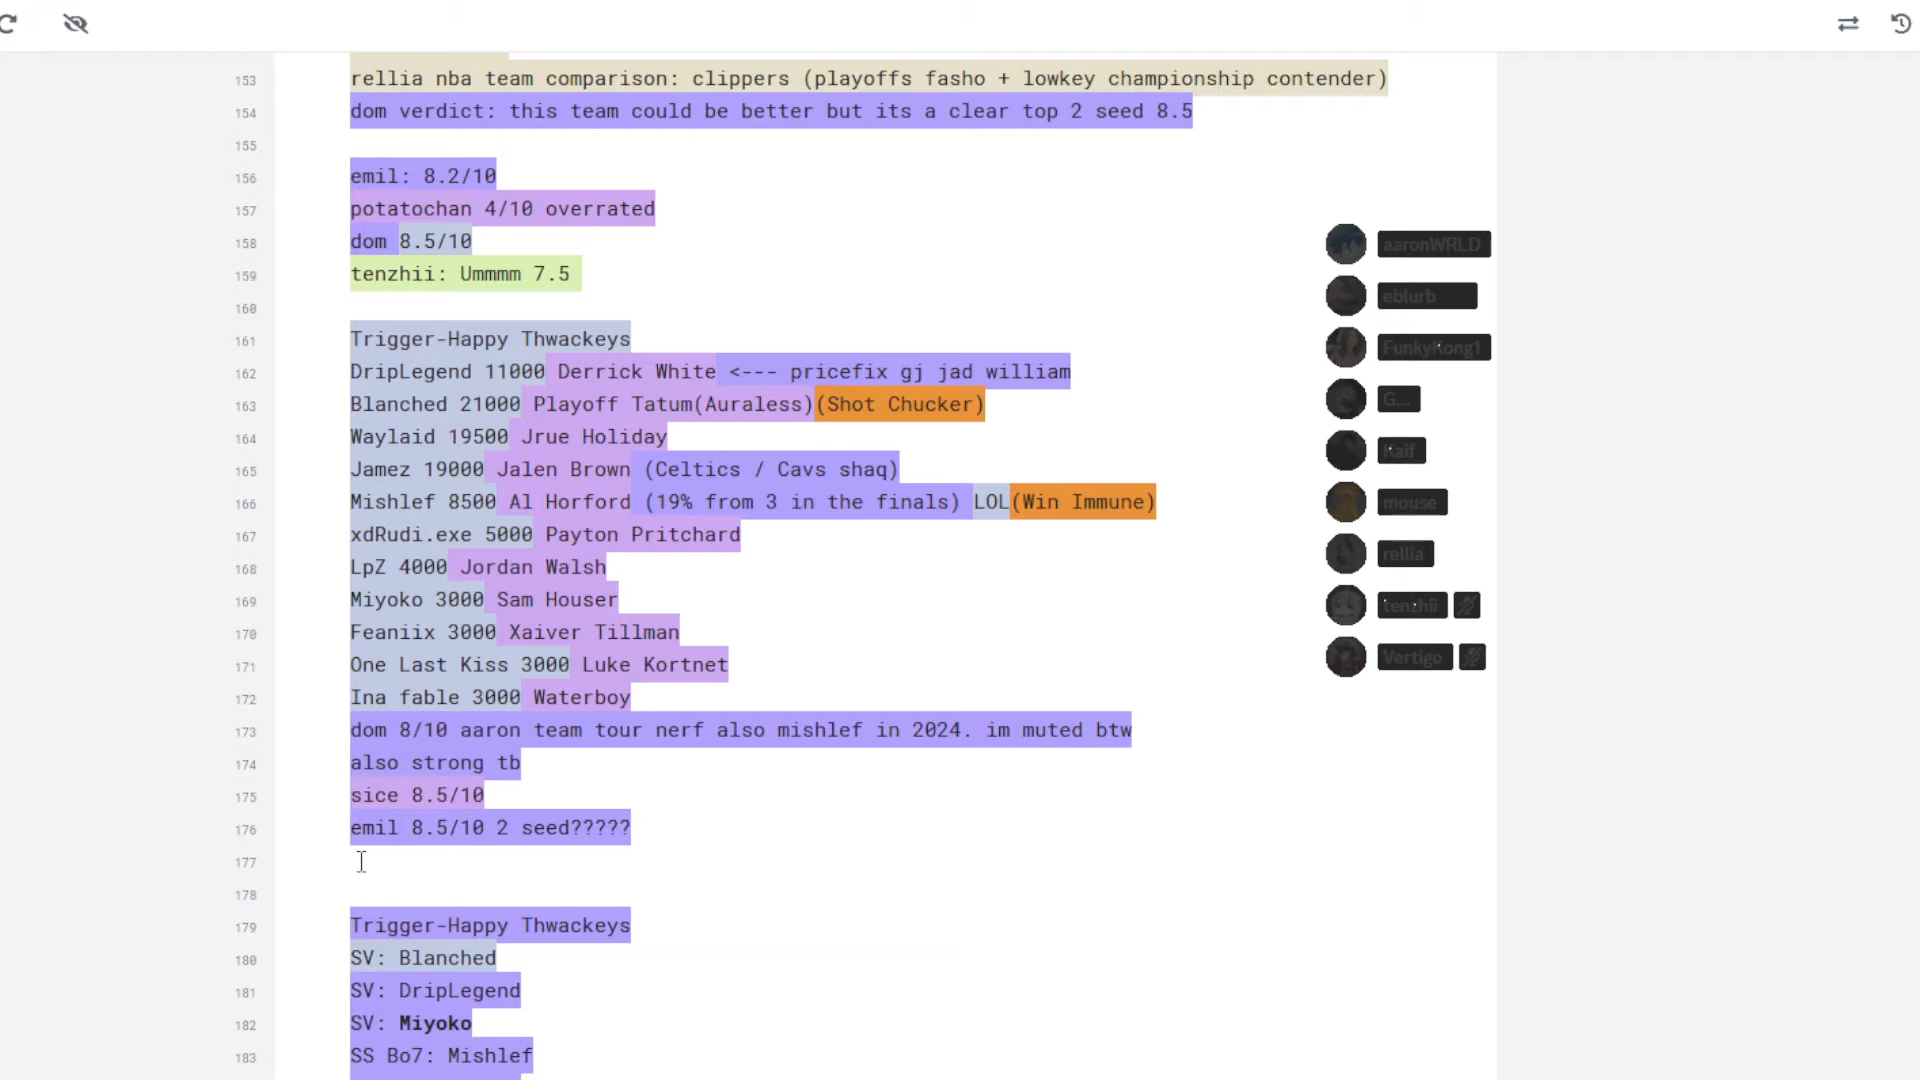 153 rellia nba team comparison: clippers (playoffs fasho + lowkey championship contender)
154 dom verdict: this team could be better but its a clear top 2 seed 8.5
155
156 emil: 8.2/10
157 potatochan 4/10 overrated
158 dom 8.5/10
159 tenzhii: Ummmm 7.5
160
161 Trigger-Happy Thwackeys
162 DripLegend 11000 Derrick White <--- pricefix gj jad william
163 Blanched 21000 Playoff Tatum(Auraless)(Shot Chucker)
164 Waylaid 19500 Jrue Holiday
165 Jamez 19000 Jalen Brown (Celtics / Cavs shaq)
166 Mishlef 8500 Al Horford (19% from 3 in the finals) LOL(Win Immune)
167 xdRudi.exe 5000 Payton Pritchard
168 LpZ 4000 Jordan Walsh
169 Miyoko 3000 Sam Houser
170 Feaniix 3000 Xaiver Tillman
171 One Last Kiss 3000 Luke Kortnet
172 Ina fable 3000 Waterboy
173 dom 8/10 aaron team tour nerf also mishlef in 2024. im muted btw
174 also strong tb
175 sice 8.5/10
176 emil 8.5/10 2 seed?????
177
178
179 Trigger-Happy Thwackeys
180 SV: Blanched
181 SV: DripLegend
182 SV: Miyoko
183 SS Bo7: Mishlef
aaronWRLD
eblurb
FunkyKong1
G...
Kaif
mouse
rellia
tenzhii
Vertigo